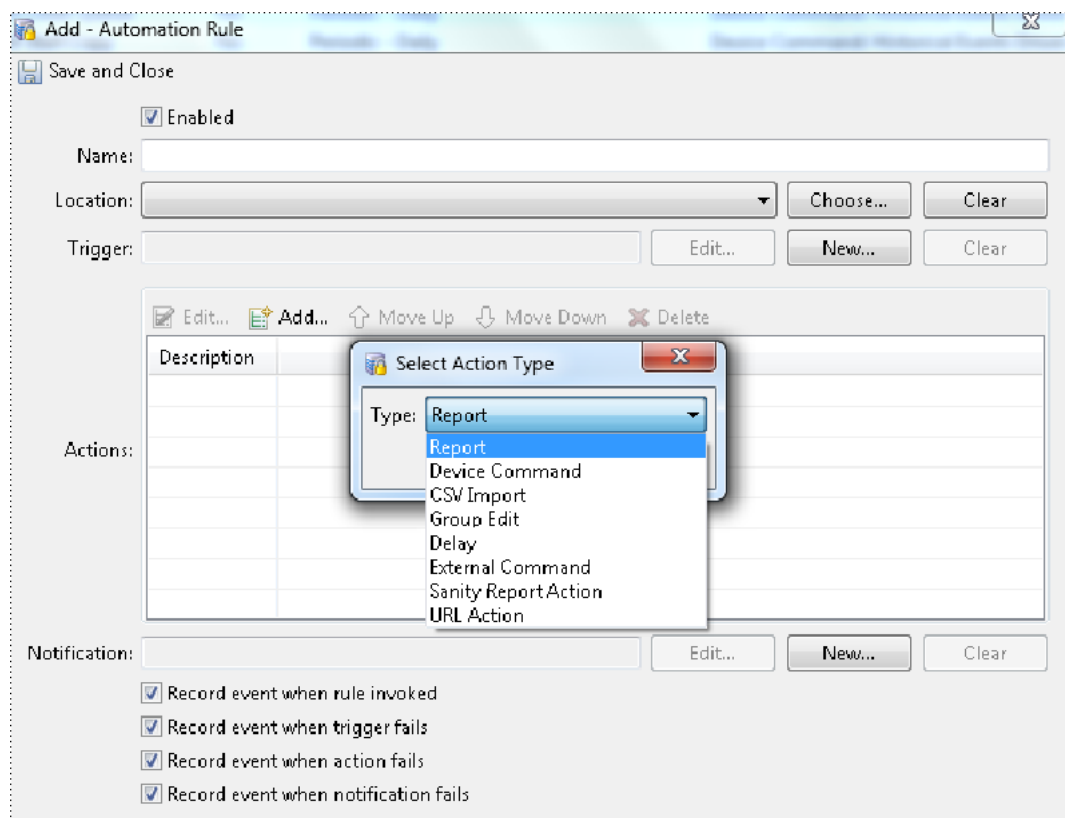 Add - Automation Rule
Save and Close
Enabled
Name:
Location: Choose... Clear
Trigger: Edit... New... Clear
Edit... Add... Move Up Move Down Delete
Description
Select Action Type
Type: Report
Report
Device Command
Actions:
CSV Import
Group Edit
Delay
External Command
Sanity Report Action
URL Action
Notification: Edit... New... Clear
Record event when rule invoked
Record event when trigger fails
Record event when action fails
Record event when notification fails